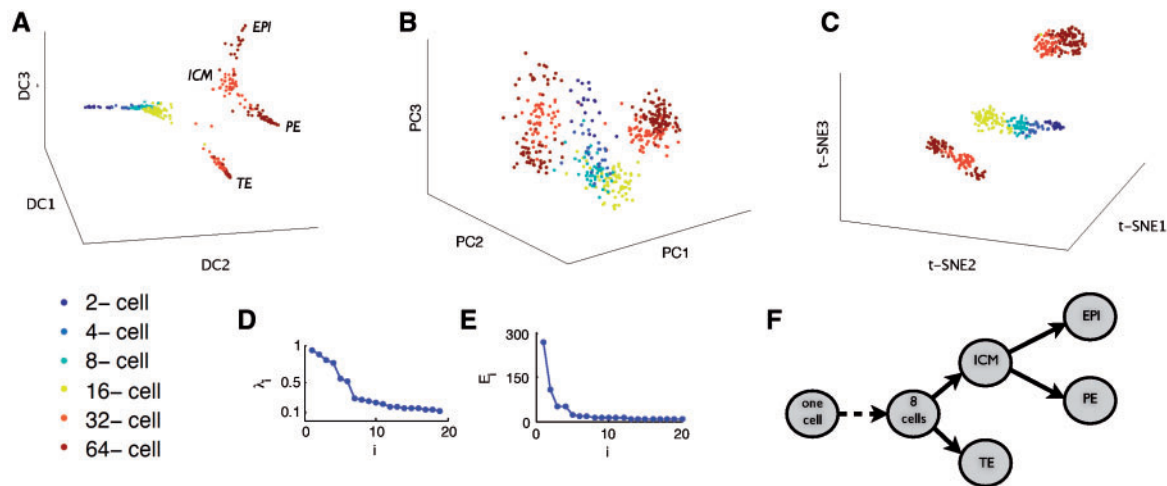 A
EPI
ICM
DC3
PE
TE
DC1
DC2
B
PC3
PC2
PC1
C
t-SNE3
t-SNE1
t-SNE2
2- cell
4- cell
8- cell
16- cell
32- cell
64- cell
D
1
0.5
0.1
λi
0
10
20
i
E
300
150
0
Ei
0
10
20
i
F
EPI
ICM
one cell
8 cells
PE
TE